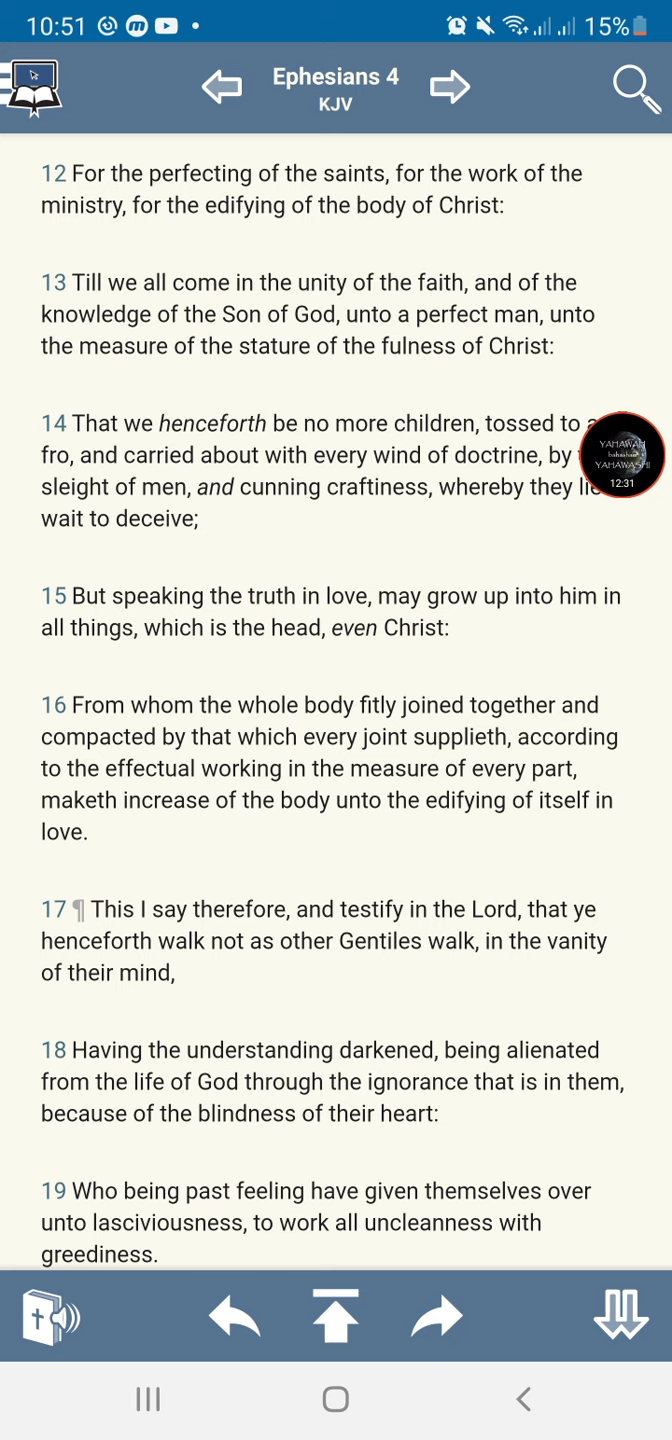 10:51
15%
Ephesians 4
KJV
12 For the perfecting of the saints, for the work of the
ministry, for the edifying of the body of Christ:
13 Till we all come in the unity of the faith, and of the
knowledge of the Son of God, unto a perfect man, unto
the measure of the stature of the fulness of Christ:
14 That we henceforth be no more children, tossed to
fro, and carried about with every wind of doctrine, by
sleight of men, and cunning craftiness, whereby they lie
wait to deceive;
YAHAWAH
bahasham
YAHAWASHI
12:31
15 But speaking the truth in love, may grow up into him in
all things, which is the head, even Christ:
16 From whom the whole body fitly joined together and
compacted by that which every joint supplieth, according
to the effectual working in the measure of every part,
maketh increase of the body unto the edifying of itself in
love.
17 ¶ This I say therefore, and testify in the Lord, that ye
henceforth walk not as other Gentiles walk, in the vanity
of their mind,
18 Having the understanding darkened, being alienated
from the life of God through the ignorance that is in them,
because of the blindness of their heart:
19 Who being past feeling have given themselves over
unto lasciviousness, to work all uncleanness with
greediness.